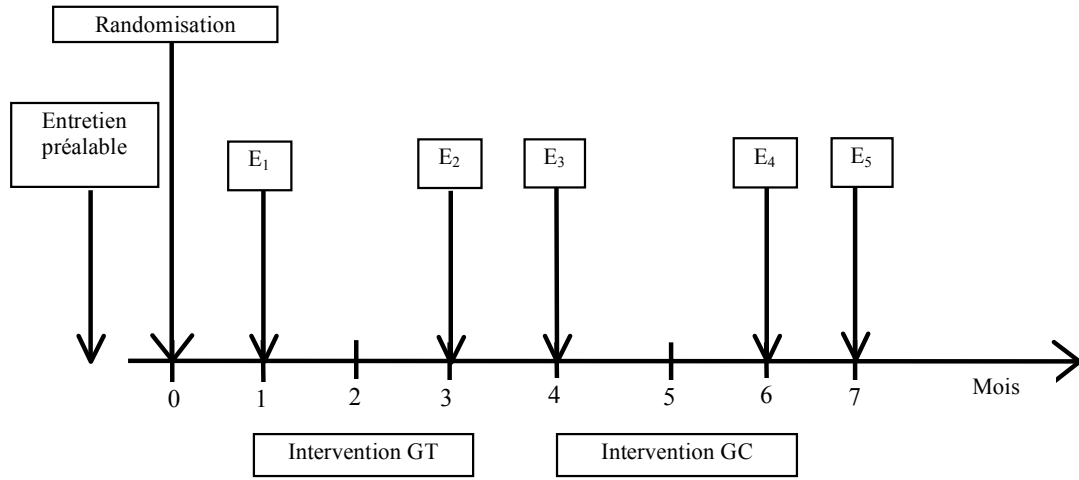 Randomisation
Entretien
préalable
E₁
E₂
E₃
E₄
E₅
0
1
2
3
4
5
6
7
Mois
Intervention GT
Intervention GC